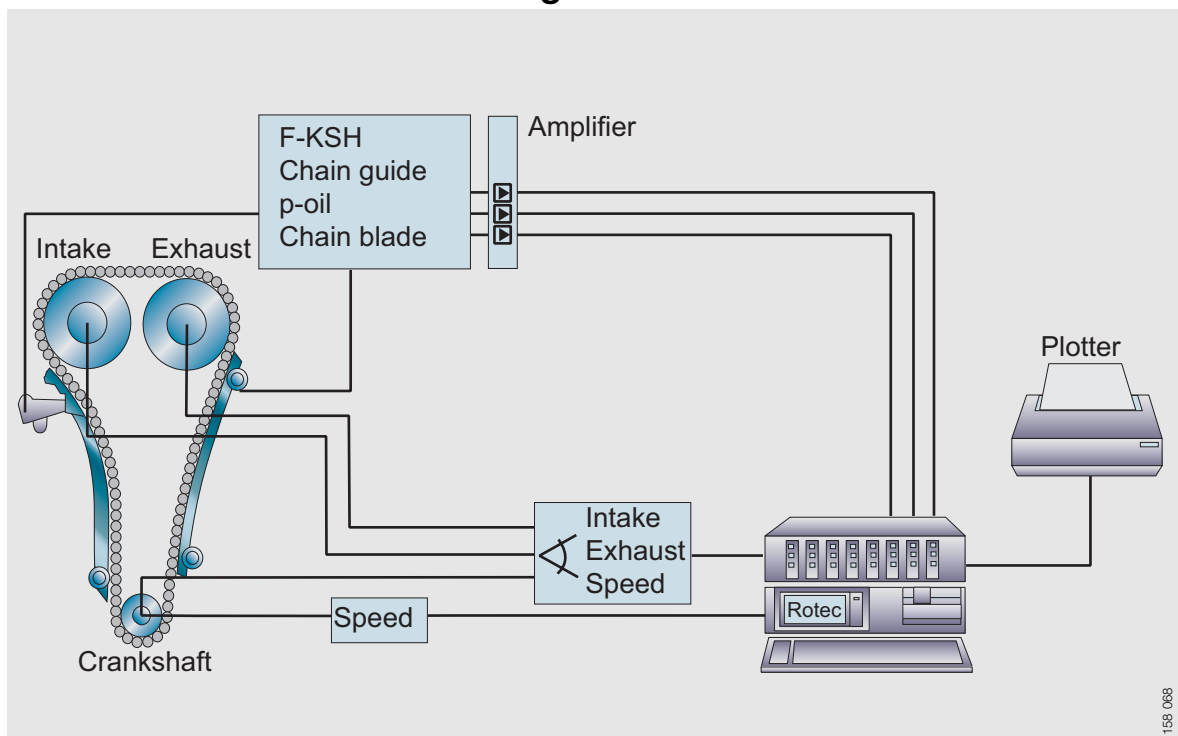 F-KSH
Chain guide
p-oil
Chain blade
Amplifier
Intake
Exhaust
Plotter
Intake
Exhaust
Speed
Speed
Rotec
Crankshaft
158 068